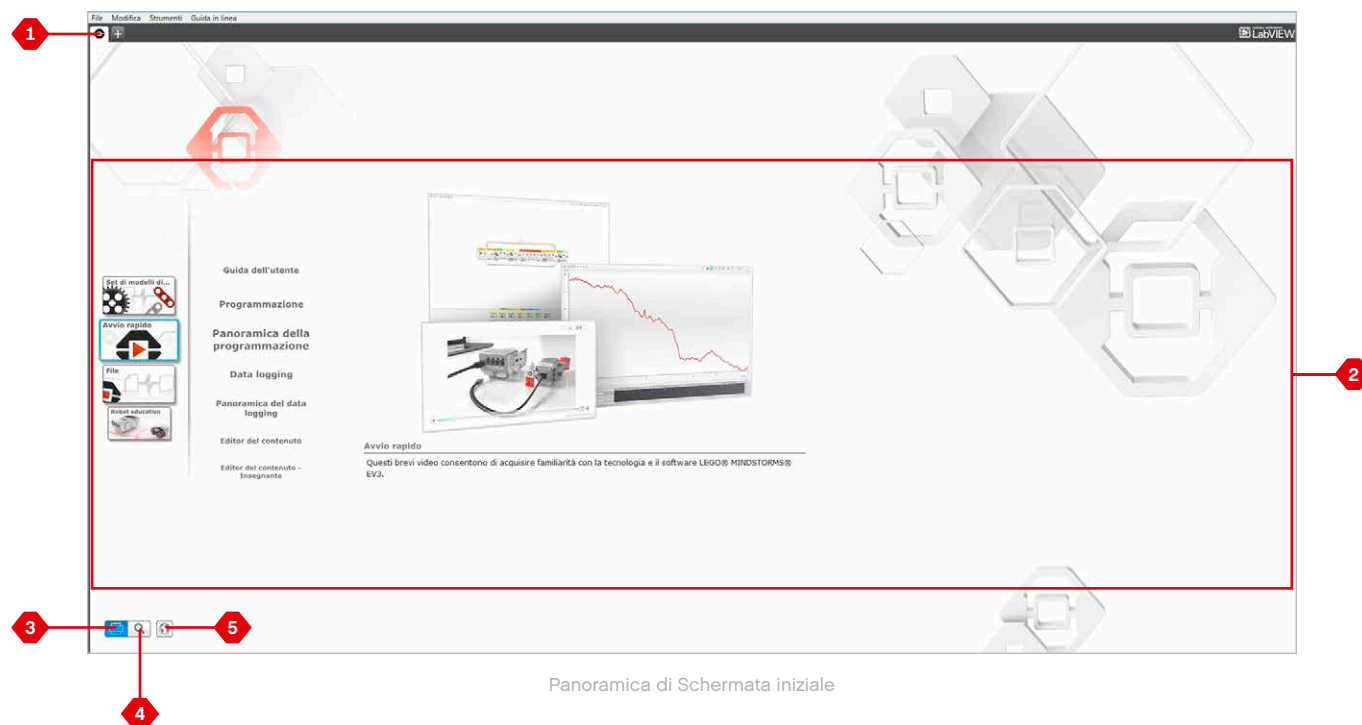 File Modifica Strumenti Guida in linea
1
+
LabVIEW
Set di modelli di...
Avvio rapido
File
Robot educativo
Guida dell'utente
Programmazione
Panoramica della
programmazione
Data logging
Panoramica del data
logging
Editor del contenuto
Editor del contenuto -
Insegnante
Avvio rapido
Questi brevi video consentono di acquisire familiarità con la tecnologia e il software LEGO® MINDSTORMS®
EV3.
2
3
5
4
Panoramica di Schermata iniziale